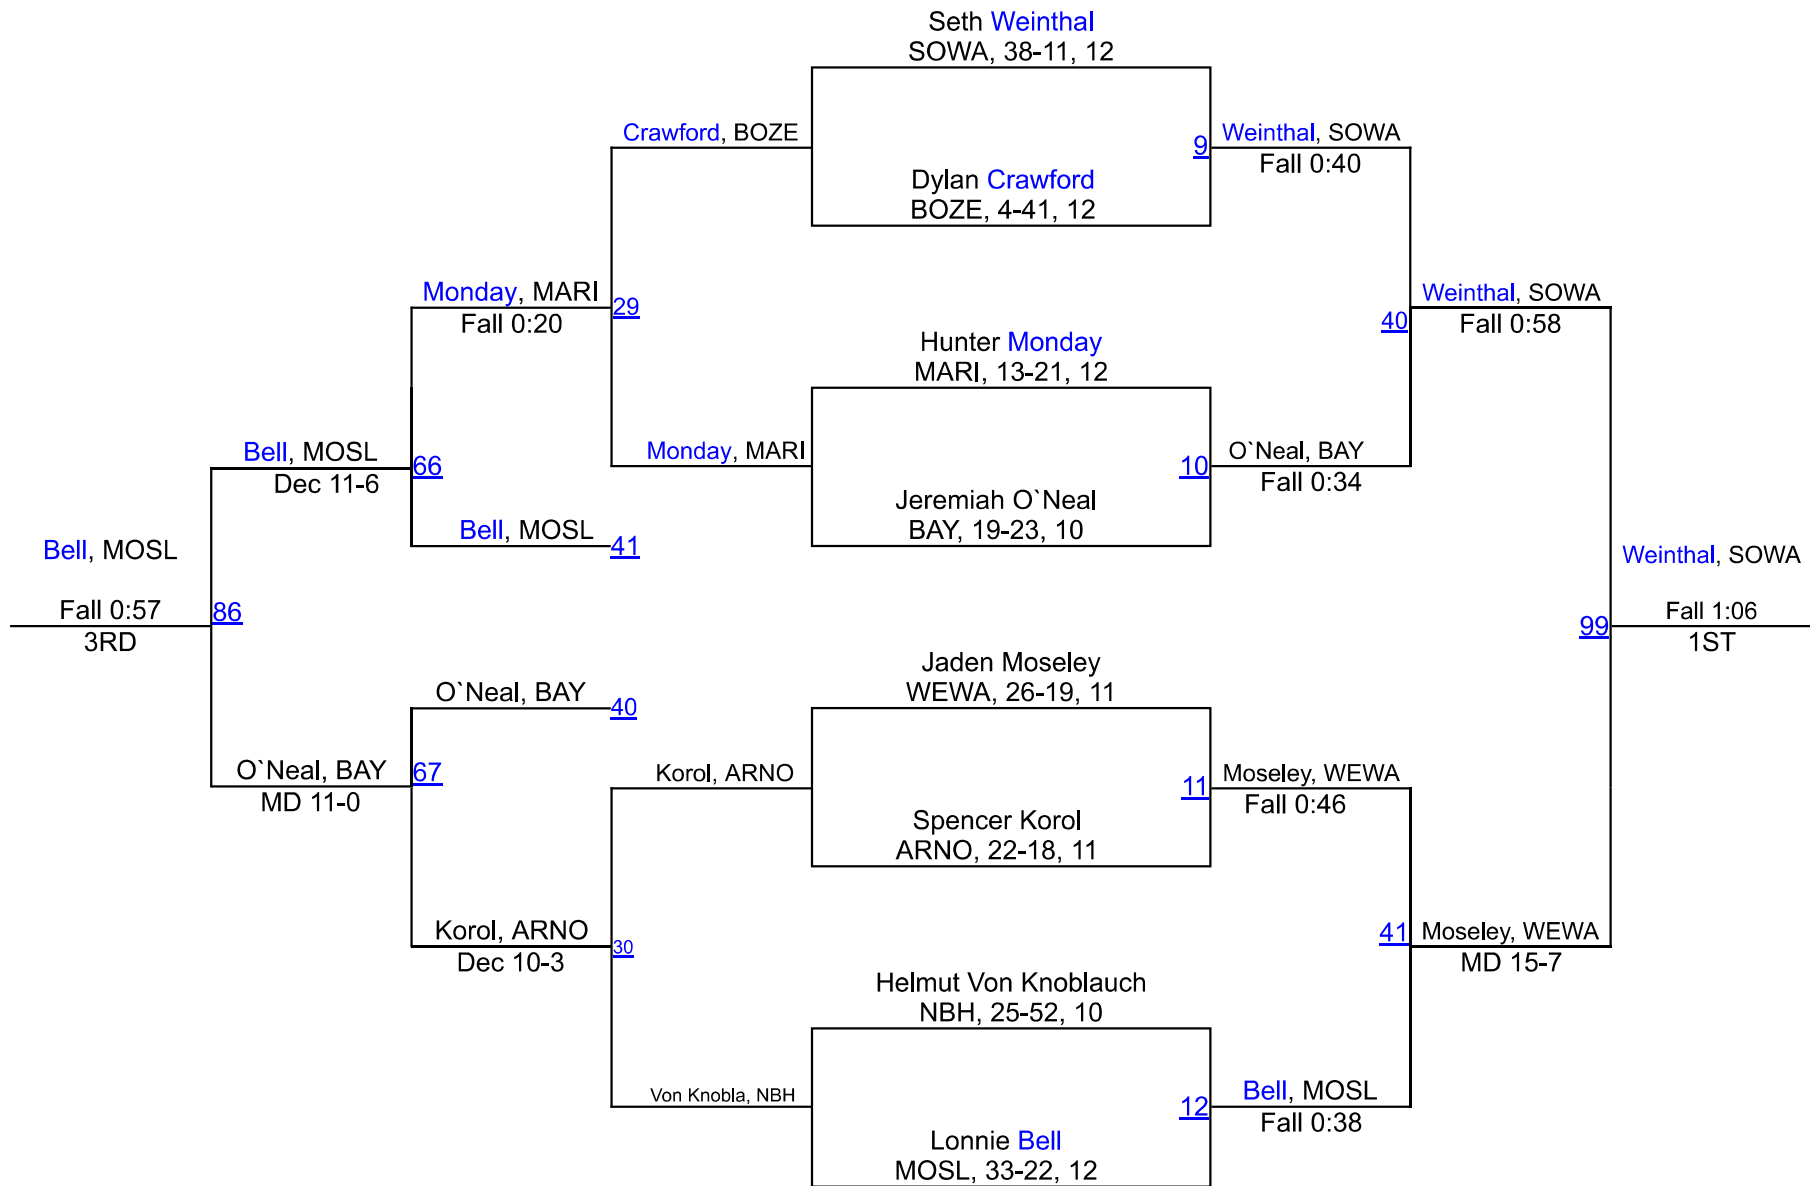 Seth Weinthal
SOWA, 38-11, 12
Crawford, BOZE
9
Weinthal, SOWA
Fall 0:40
Dylan Crawford
BOZE, 4-41, 12
Monday, MARI
Fall 0:20
29
40
Weinthal, SOWA
Fall 0:58
Hunter Monday
MARI, 13-21, 12
Bell, MOSL
Dec 11-6
66
Monday, MARI
10
O`Neal, BAY
Fall 0:34
Jeremiah O`Neal
BAY, 19-23, 10
Bell, MOSL
41
Bell, MOSL
Fall 0:57
3RD
86
Weinthal, SOWA
99
Fall 1:06
1ST
Jaden Moseley
WEWA, 26-19, 11
O`Neal, BAY
40
O`Neal, BAY
MD 11-0
67
Korol, ARNO
11
Moseley, WEWA
Fall 0:46
Spencer Korol
ARNO, 22-18, 11
Korol, ARNO
Dec 10-3
30
41
Moseley, WEWA
MD 15-7
Helmut Von Knoblauch
NBH, 25-52, 10
Von Knobla, NBH
12
Bell, MOSL
Fall 0:38
Lonnie Bell
MOSL, 33-22, 12